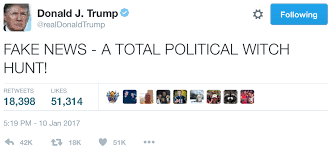 Donald J. Trump
@realDonaldTrump
Following
FAKE NEWS - A TOTAL POLITICAL WITCH
HUNT!
RETWEETS LIKES
18,398 51,314
5:19 PM - 10 Jan 2017
42K 18K 51K